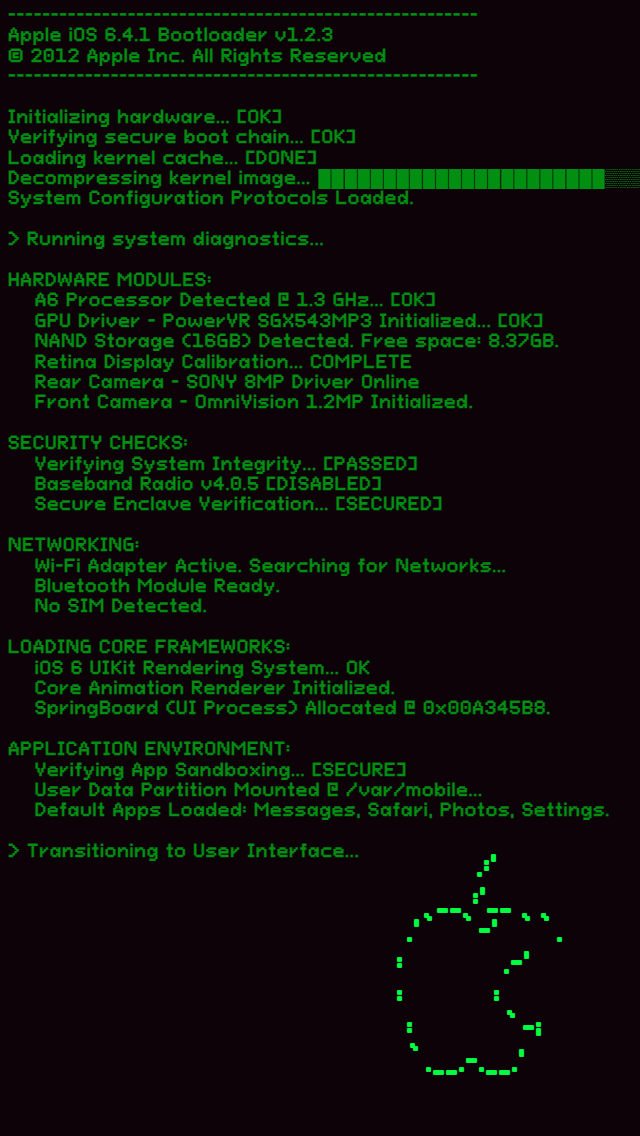 -------------------------------------------------------
Apple iOS 6.4.1 Bootloader v1.2.3
© 2012 Apple Inc. All Rights Reserved
-------------------------------------------------------
Initializing hardware... [OK]
Verifying secure boot chain... [OK]
Loading kernel cache... [DONE]
Decompressing kernel image...
System Configuration Protocols Loaded.
> Running system diagnostics...
HARDWARE MODULES:
A6 Processor Detected @ 1.3 GHz... [OK]
GPU Driver - PowerVR SGX543MP3 Initialized... [OK]
NAND Storage (16GB) Detected. Free space: 8.37GB.
Retina Display Calibration... COMPLETE
Rear Camera - SONY 8MP Driver Online
Front Camera - OmniVision 1.2MP Initialized.
SECURITY CHECKS:
Verifying System Integrity... [PASSED]
Baseband Radio v4.0.5 [DISABLED]
Secure Enclave Verification... [SECURED]
NETWORKING:
Wi-Fi Adapter Active. Searching for Networks...
Bluetooth Module Ready.
No SIM Detected.
LOADING CORE FRAMEWORKS:
iOS 6 UIKit Rendering System... OK
Core Animation Renderer Initialized.
SpringBoard (UI Process) Allocated @ 0x00A345B8.
APPLICATION ENVIRONMENT:
Verifying App Sandboxing... [SECURE]
User Data Partition Mounted @ /var/mobile...
Default Apps Loaded: Messages, Safari, Photos, Settings.
> Transitioning to User Interface...